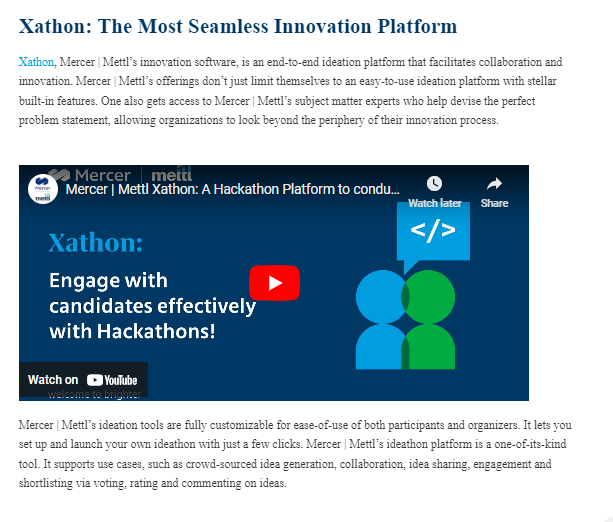 Xathon: The Most Seamless Innovation Platform
Xathon, Mercer | Mettl's innovation software, is an end-to-end ideation platform that facilitates collaboration and
innovation. Mercer | Mettl's offerings don't just limit themselves to an easy-to-use ideation platform with stellar
built-in features. One also gets access to Mercer | Mettl's subject matter experts who help devise the perfect
problem statement, allowing organizations to look beyond the periphery of their innovation process.
Mercer mettl
Mercer mettl
Mercer | Mettl Xathon: A Hackathon Platform to condu...
Watch later
Share
</>
Xathon:
Engage with
candidates effectively
with Hackathons!
Watch on YouTube
welcome to brighter
Mercer | Mettl's ideation tools are fully customizable for ease-of-use of both participants and organizers. It lets you
set up and launch your own ideathon with just a few clicks. Mercer | Mettl's ideathon platform is a one-of-its-kind
tool. It supports use cases, such as crowd-sourced idea generation, collaboration, idea sharing, engagement and
shortlisting via voting, rating and commenting on ideas.